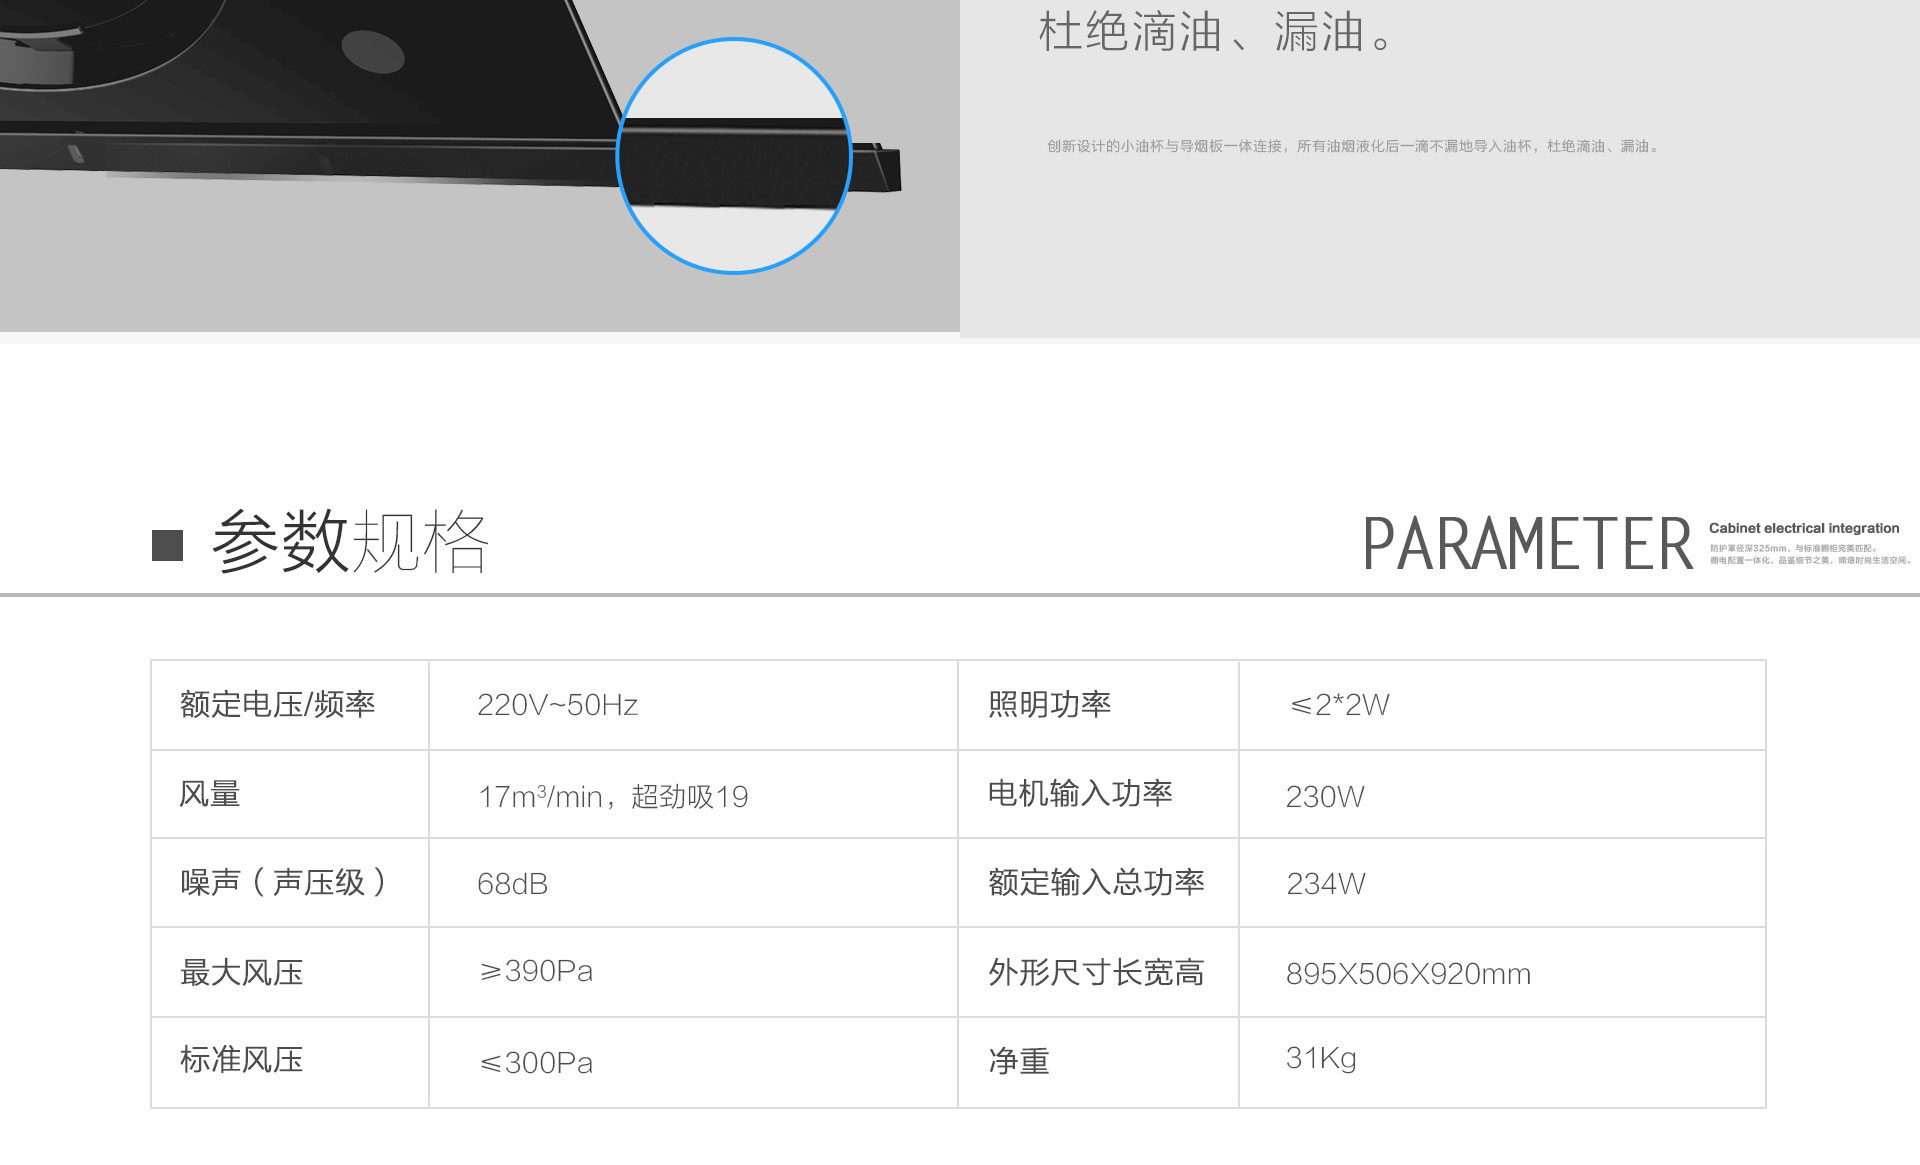 杜绝滴油、漏油。
创新设计的小油杯与导烟板一体连接，所有油烟液化后一滴不漏地导入油杯，杜绝滴油、漏油。
参数规格
PARAMETER
Cabinet electrical integration
防护罩径深325mm，与标准橱柜完美匹配。
橱电配置一体化，品鉴细节之美，缔造时尚生活空间。
额定电压/频率 220V~50Hz 照明功率 ≤2*2W
风量 17m³/min，超劲吸19 电机输入功率 230W
噪声（声压级） 68dB 额定输入总功率 234W
最大风压 ≥390Pa 外形尺寸长宽高 895X506X920mm
标准风压 ≤300Pa 净重 31Kg